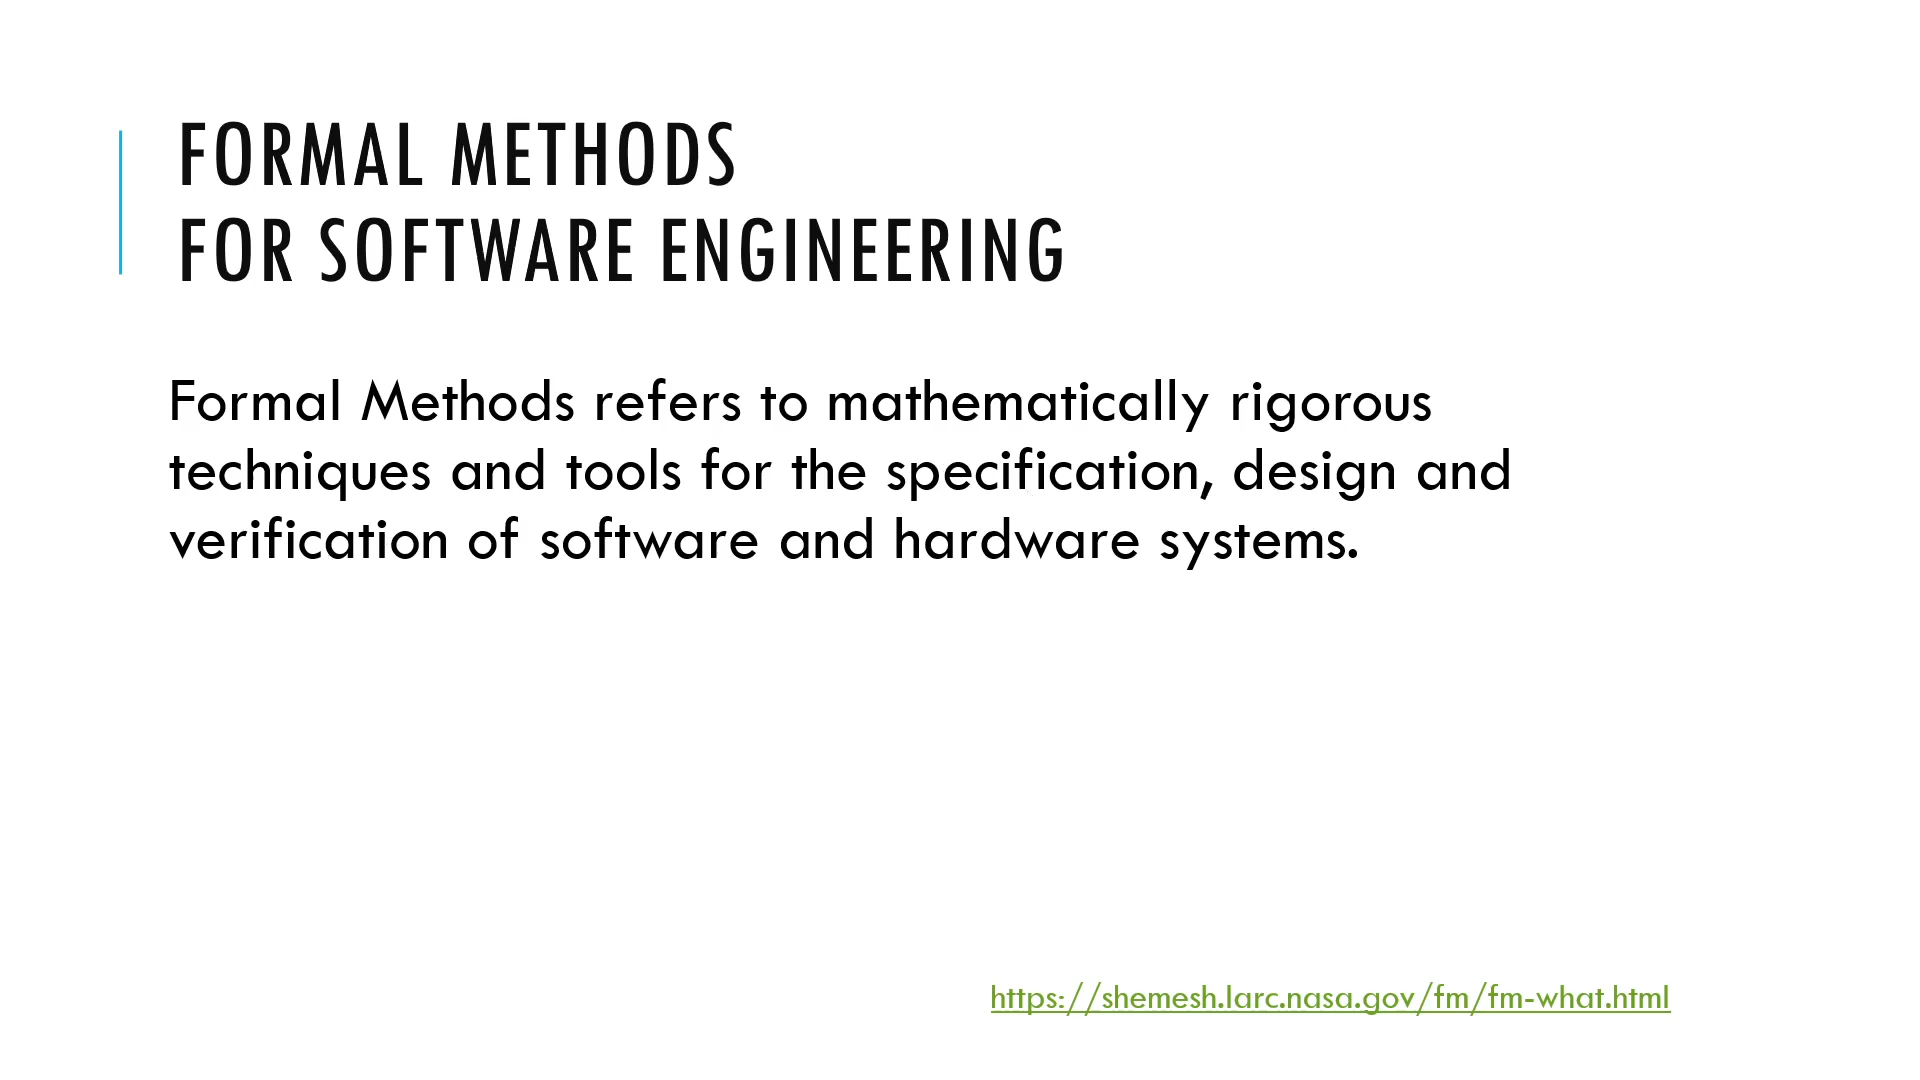 FORMAL METHODS
FOR SOFTWARE ENGINEERING
Formal Methods refers to mathematically rigorous
techniques and tools for the specification, design and
verification of software and hardware systems.
https://shemesh.larc.nasa.gov/fm/fm-what.html